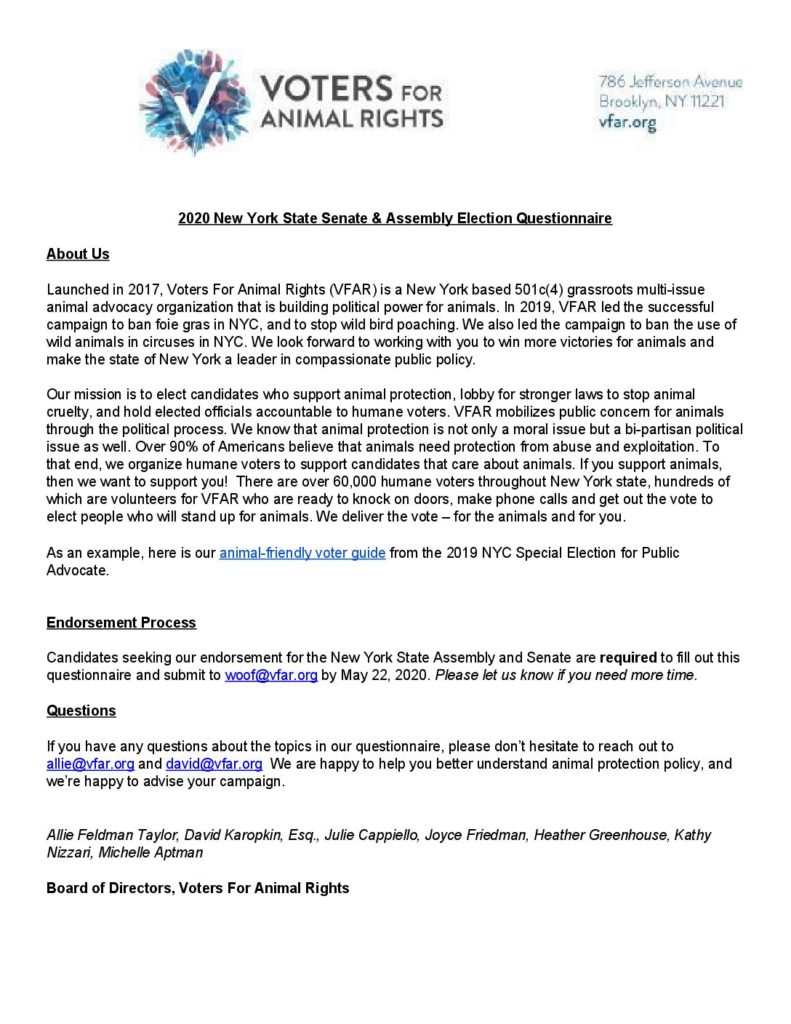 VOTERS FOR
ANIMAL RIGHTS
786 Jefferson Avenue
Brooklyn, NY 11221
vfar.org
2020 New York State Senate & Assembly Election Questionnaire
About Us
Launched in 2017, Voters For Animal Rights (VFAR) is a New York based 501c(4) grassroots multi-issue
animal advocacy organization that is building political power for animals. In 2019, VFAR led the successful
campaign to ban foie gras in NYC, and to stop wild bird poaching. We also led the campaign to ban the use of
wild animals in circuses in NYC. We look forward to working with you to win more victories for animals and
make the state of New York a leader in compassionate public policy.
Our mission is to elect candidates who support animal protection, lobby for stronger laws to stop animal
cruelty, and hold elected officials accountable to humane voters. VFAR mobilizes public concern for animals
through the political process. We know that animal protection is not only a moral issue but a bi-partisan political
issue as well. Over 90% of Americans believe that animals need protection from abuse and exploitation. To
that end, we organize humane voters to support candidates that care about animals. If you support animals,
then we want to support you! There are over 60,000 humane voters throughout New York state, hundreds of
which are volunteers for VFAR who are ready to knock on doors, make phone calls and get out the vote to
elect people who will stand up for animals. We deliver the vote – for the animals and for you.
As an example, here is our animal-friendly voter guide from the 2019 NYC Special Election for Public
Advocate.
Endorsement Process
Candidates seeking our endorsement for the New York State Assembly and Senate are required to fill out this
questionnaire and submit to woof@vfar.org by May 22, 2020. Please let us know if you need more time.
Questions
If you have any questions about the topics in our questionnaire, please don't hesitate to reach out to
allie@vfar.org and david@vfar.org We are happy to help you better understand animal protection policy, and
we're happy to advise your campaign.
Allie Feldman Taylor, David Karopkin, Esq., Julie Cappiello, Joyce Friedman, Heather Greenhouse, Kathy
Nizzari, Michelle Aptman
Board of Directors, Voters For Animal Rights